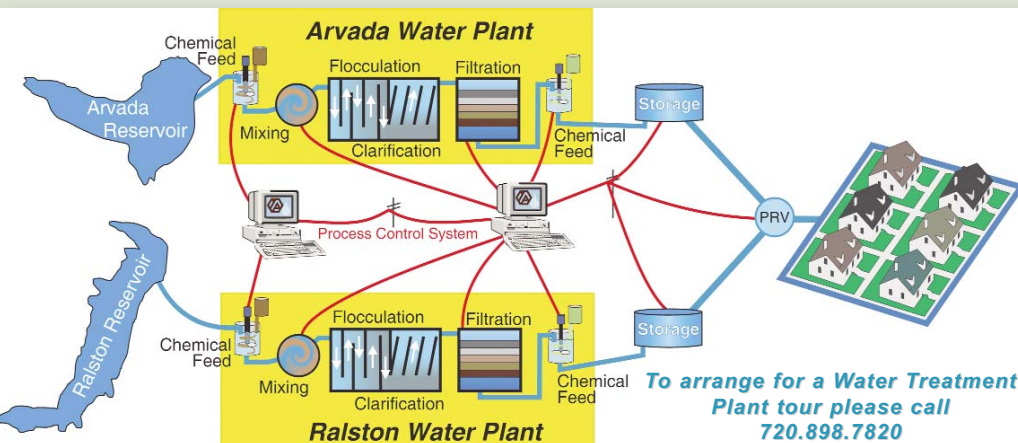 Arvada Water Plant
Chemical
Feed
Flocculation
Filtration
Arvada
Reservoir
Mixing
Clarification
Chemical
Feed
Storage
Process Control System
PRV
Ralston Reservoir
Chemical
Feed
Flocculation
Filtration
Mixing
Clarification
Chemical
Feed
Storage
Ralston Water Plant
To arrange for a Water Treatment
Plant tour please call
720.898.7820